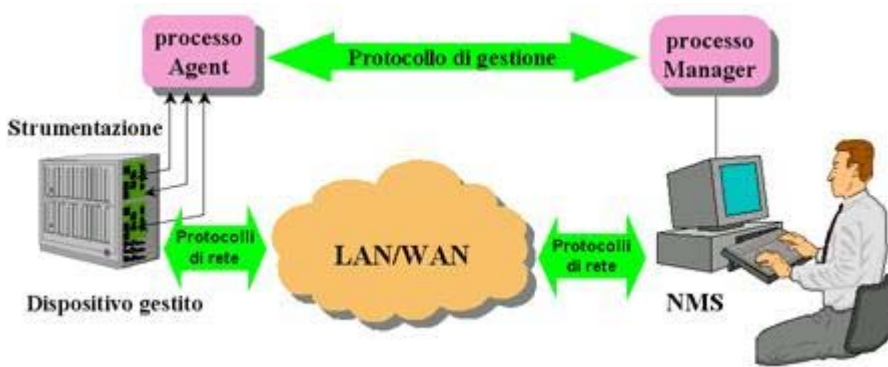 processo
Agent
Protocollo di gestione
processo
Manager
Strumentazione
Protocolli
di rete
LAN/WAN
Protocolli
di rete
Dispositivo gestito
NMS